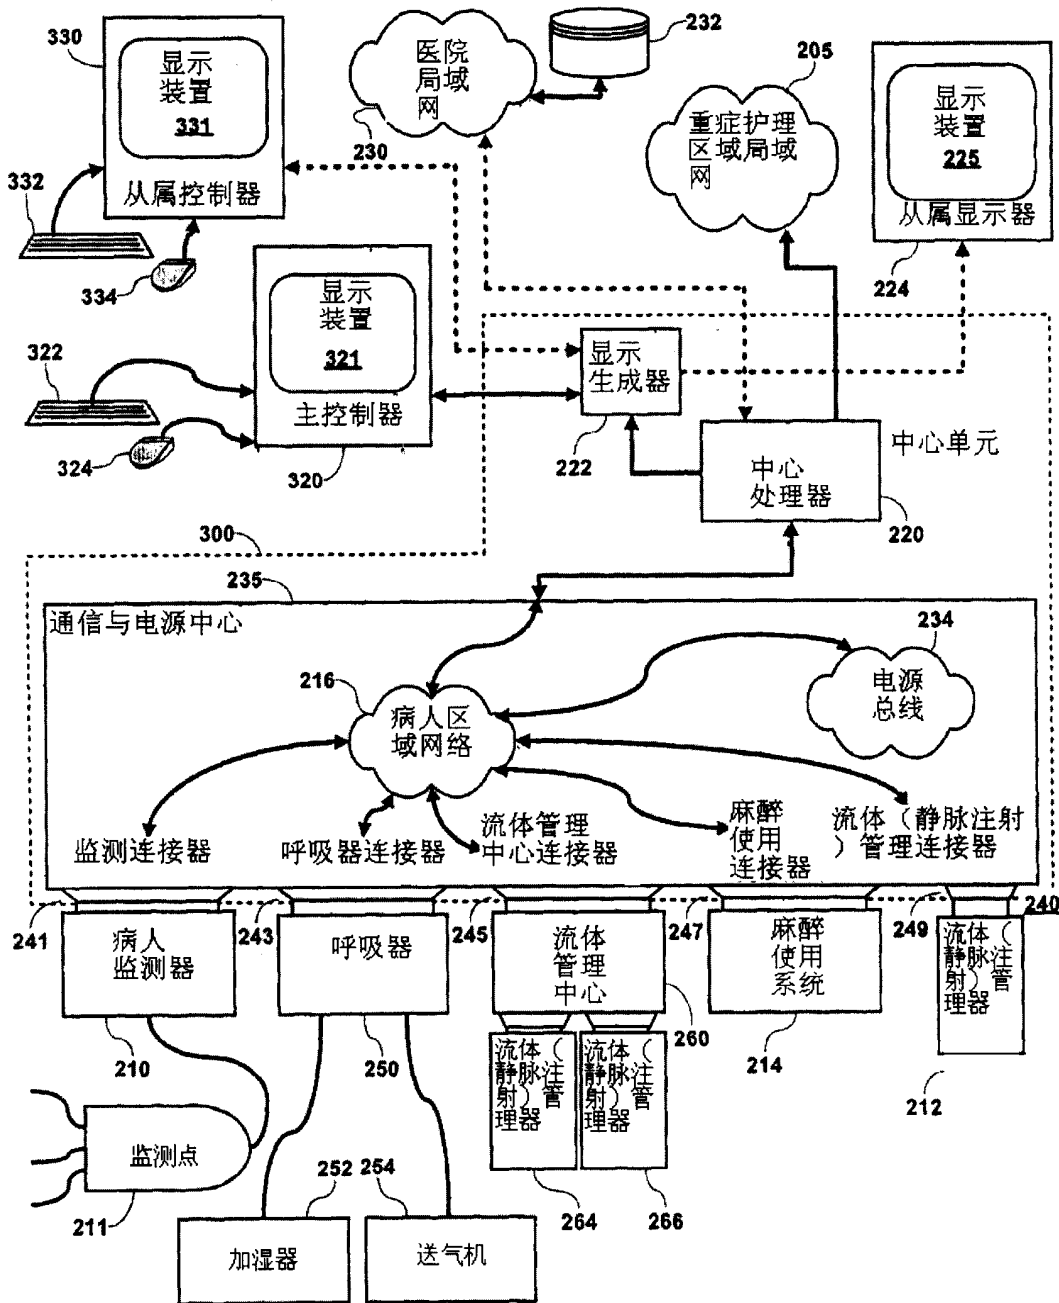 330
显示
装置
331
从属控制器
332
334
医院
局域
网
230
232
205
重症护理
区域局域
网
显示
装置
225
从属显示器
224
显示
装置
321
主控制器
322
324
320
显示
生成器
222
中心
处理器
中心单元
220
300
235
通信与电源中心
234
电源
总线
216
病人区
域网络
监测连接器
呼吸器连接器
流体管理
中心连接器
麻醉
使用
连接器
流体（静脉注射
）管理连接器
241
243
245
247
249
240
病人
监测器
呼吸器
流体
管理
中心
麻醉
使用
系统
流体（
静脉注
射）管
理器
210
250
260
214
212
流体（
静脉注
射）管
理器
流体（
静脉注
射）管
理器
监测点
211
252
254
264
266
加湿器
送气机